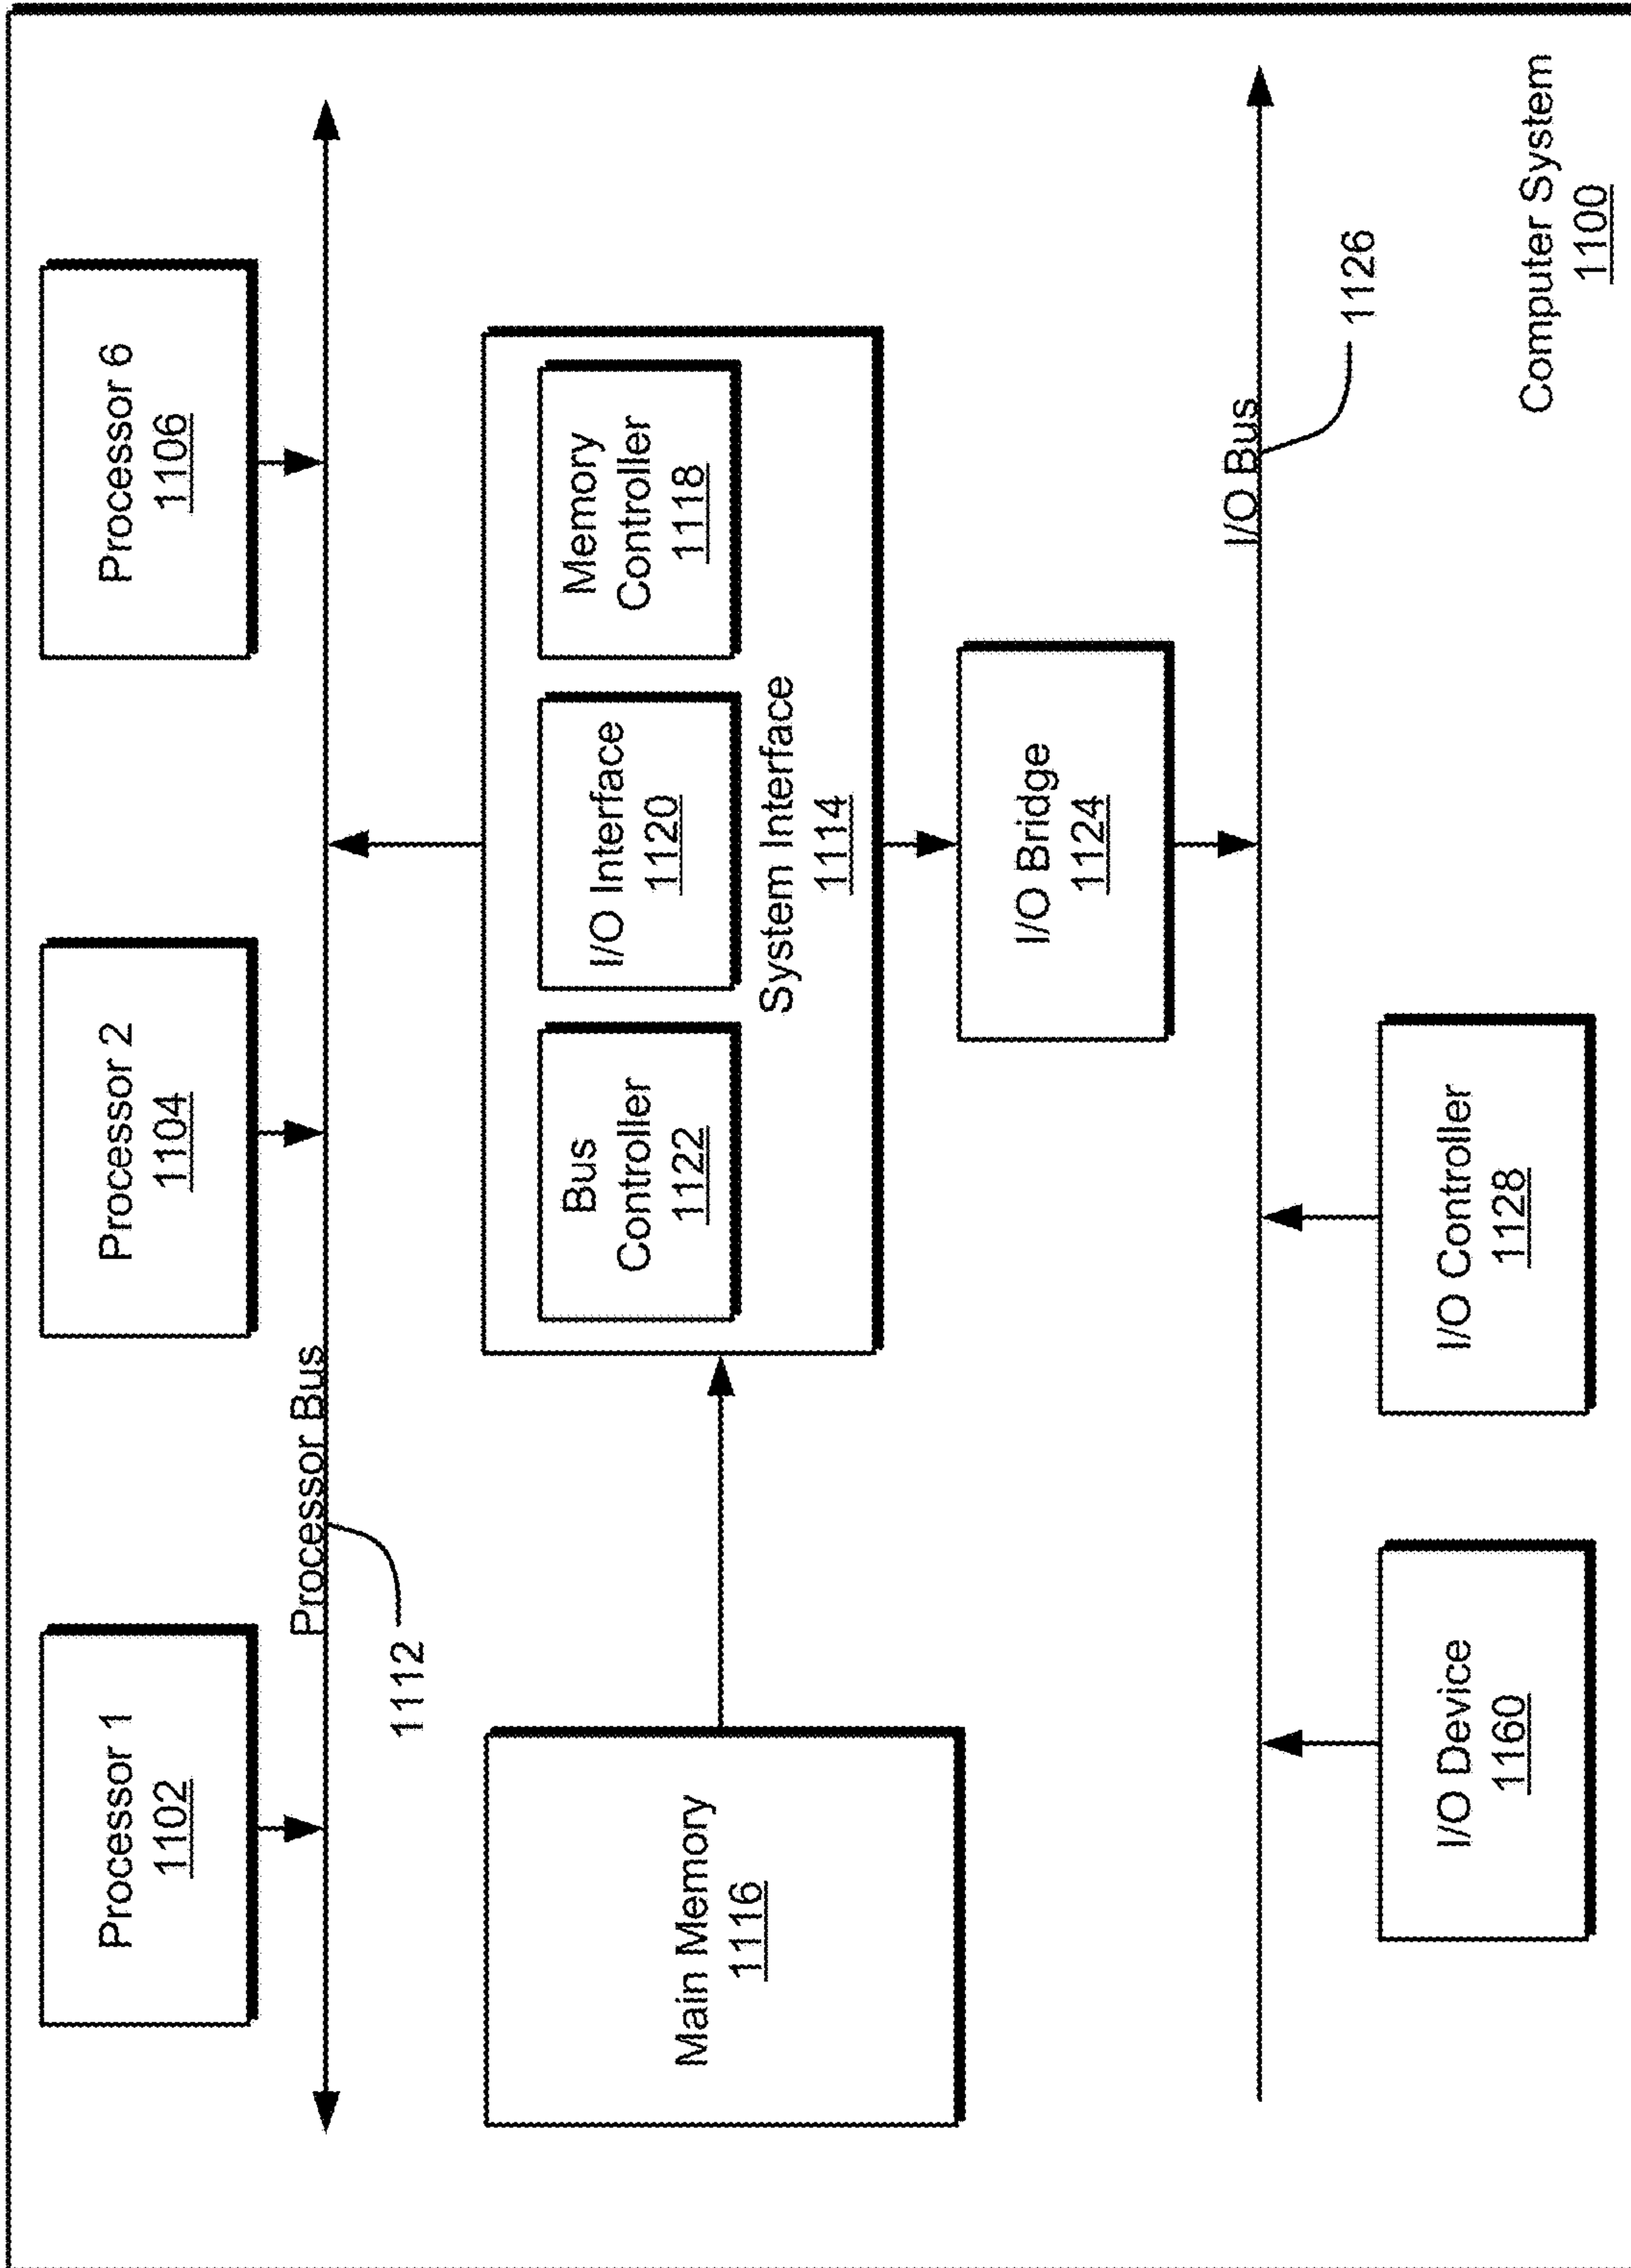 Processor 1
1102
Processor 2
1104
Processor 6
1106
Processor Bus
1112
Main Memory
1116
Bus
Controller
1122
I/O Interface
1120
Memory
Controller
1118
System Interface
1114
I/O Bridge
1124
I/O Bus
1126
I/O Device
1160
I/O Controller
1128
Computer System
1100